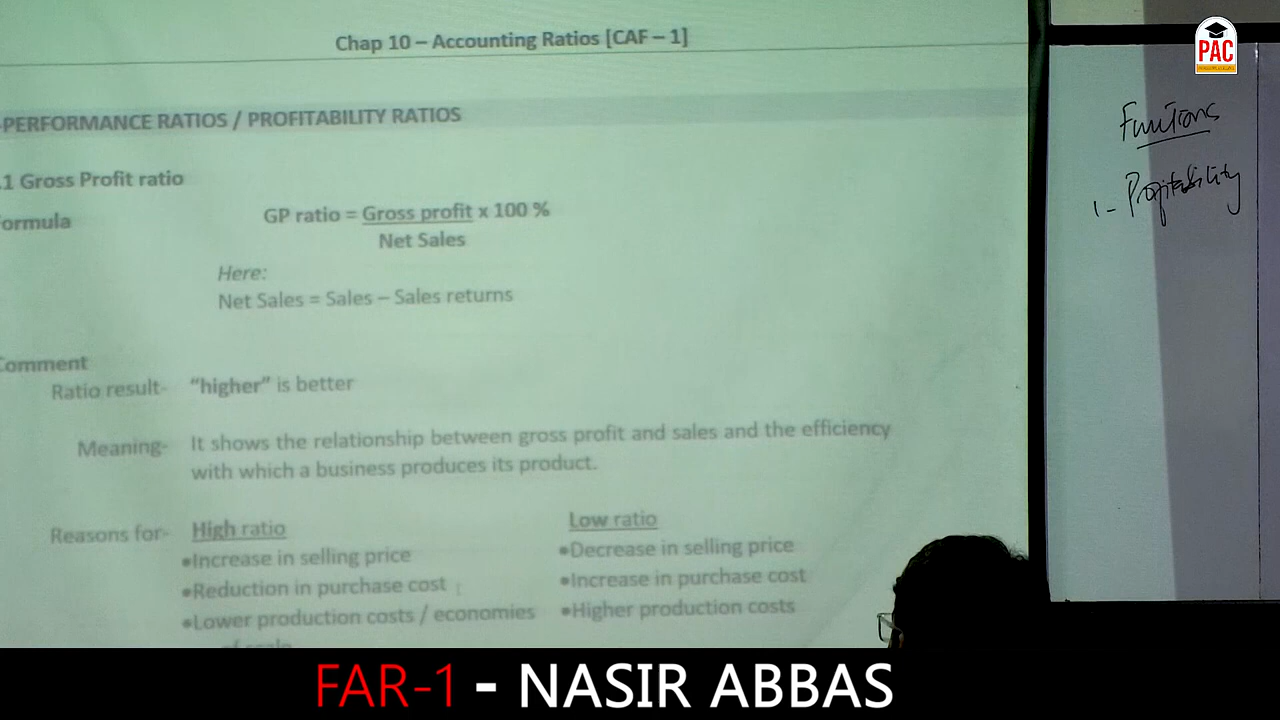 Chap 10 – Accounting Ratios [CAF – 1]
PERFORMANCE RATIOS / PROFITABILITY RATIOS
.1 Gross Profit ratio
ormula
GP ratio = Gross profit x 100 %
Net Sales
Here:
Net Sales = Sales – Sales returns
Comment
Ratio result- "higher" is better
Meaning- It shows the relationship between gross profit and sales and the efficiency
with which a business produces its product.
Reasons for- High ratio Low ratio
•Increase in selling price •Decrease in selling price
•Reduction in purchase cost •Increase in purchase cost
•Lower production costs / economies •Higher production costs
of scale
Functions
1- Profitability
PAC
FAR-1 - NASIR ABBAS